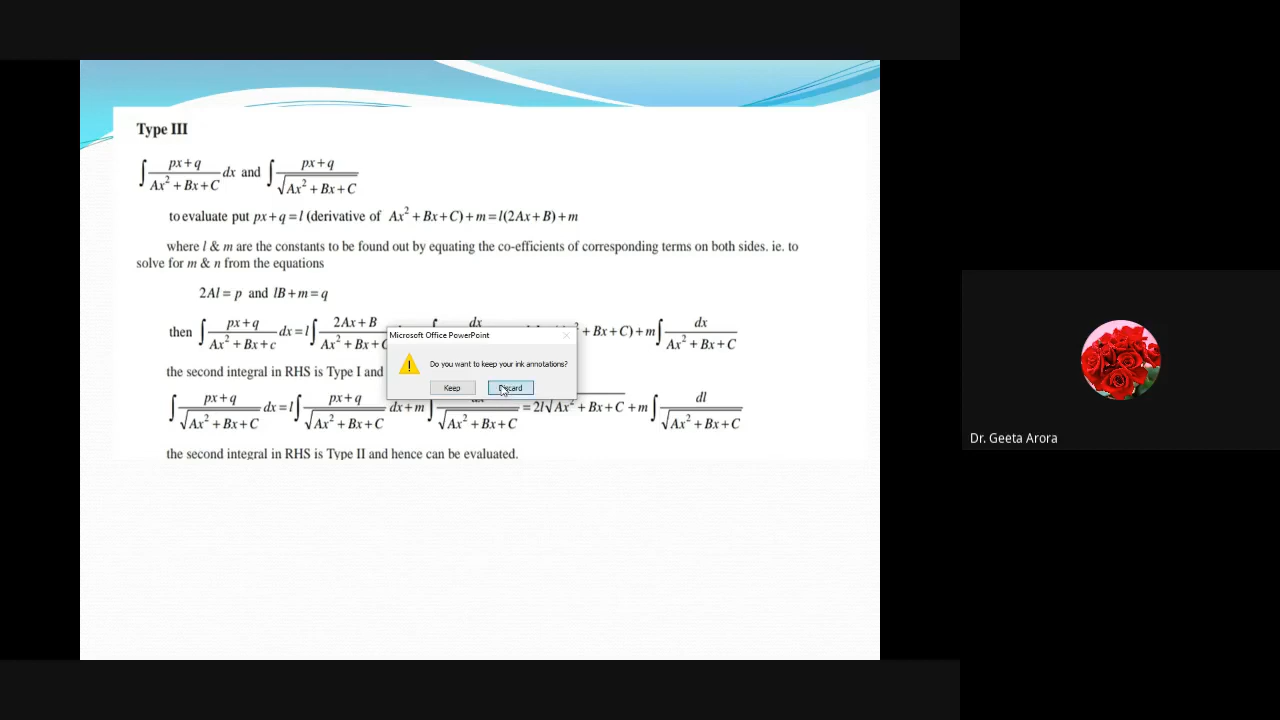 Type III
∫ px+q / Ax² + Bx + C dx and ∫ px+q / √Ax² + Bx + C
to evaluate put px+q = l (derivative of Ax² + Bx + C) + m = l(2Ax + B) + m
where l & m are the constants to be found out by equating the co-efficients of corresponding terms on both sides. ie. to
solve for m & n from the equations
2Al = p and lB + m = q
then ∫ px+q / Ax² + Bx + c dx = l∫ 2Ax + B / Ax² + Bx + C dx + Bx + C) + m∫ dx / Ax² + Bx + C
Microsoft Office PowerPoint
Do you want to keep your ink annotations?
Keep Discard
the second integral in RHS is Type I and
∫ px+q / √Ax² + Bx + C dx = l∫ px+q / √Ax² + Bx + C dx + m∫ dx / √Ax² + Bx + C = 2l√Ax² + Bx + C + m∫ dl / √Ax² + Bx + C
the second integral in RHS is Type II and hence can be evaluated.
Dr. Geeta Arora